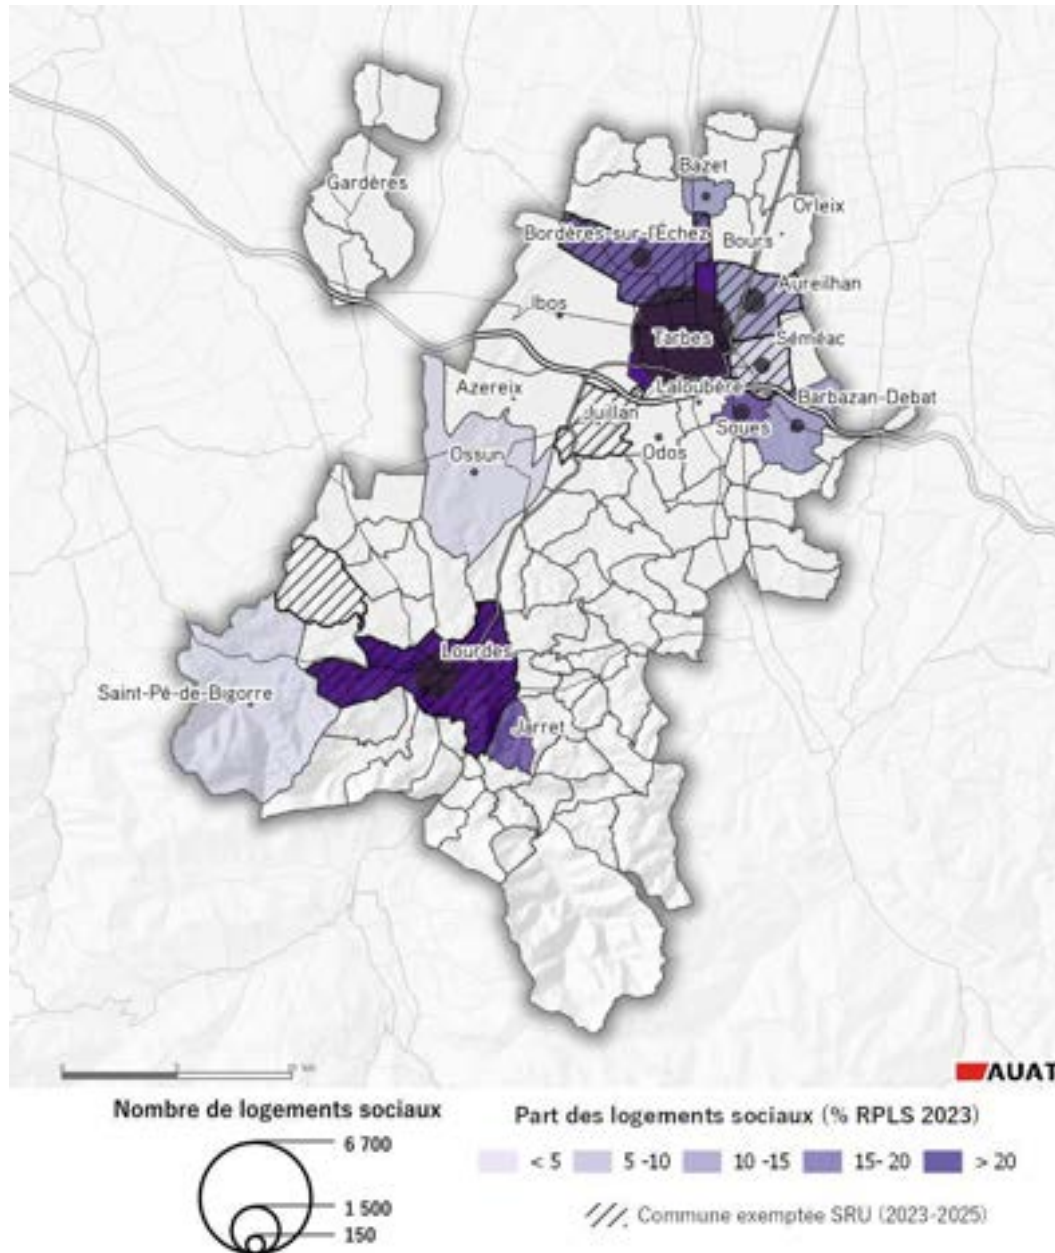 Gardères
Bazet
Orleix
Bordères-sur-l'Échez
Bours
Aureilhan
Ibos
Tarbes
Séméac
Azereix
Laloubère
Barbazan-Debat
Juillan
Soues
Ossun
Odos
Lourdes
Saint-Pé-de-Bigorre
Jarret
AUAT
Nombre de logements sociaux
6 700
1 500
150
Part des logements sociaux (% RPLS 2023)
< 5 5 -10 10 -15 15- 20 > 20
Commune exemptée SRU (2023-2025)